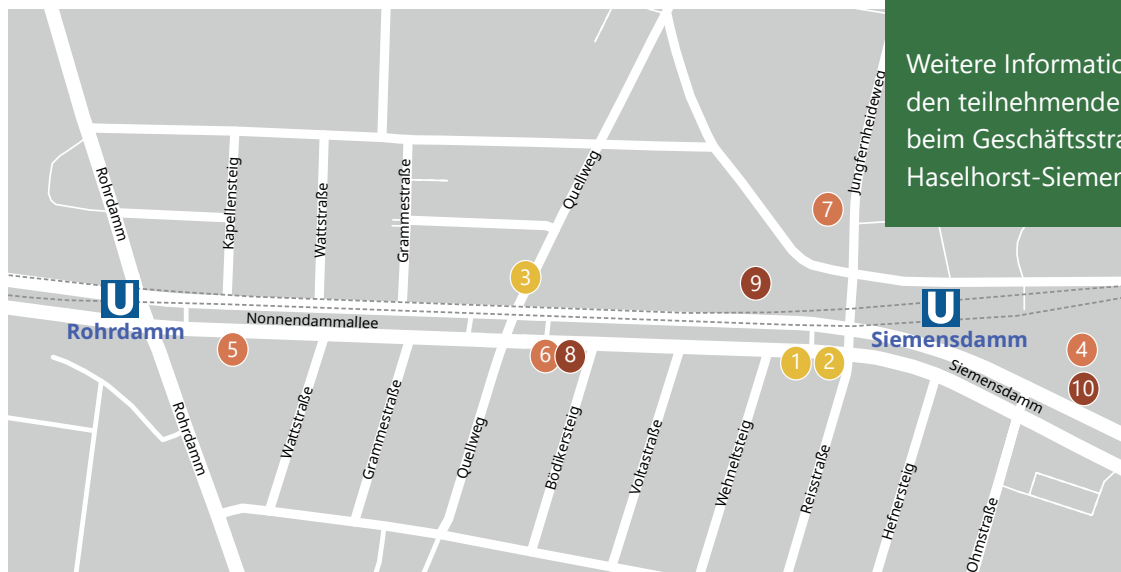 Weitere Informatio
den teilnehmende
beim Geschäftsstra
Haselhorst-Siemen
Jungfernheideweg
Quellweg
Rohrdamm
Kapellensteig
Wattstraße
Grammestraße
7
3
9
U
Rohrdamm
U
Siemensdamm
Nonnendammallee
5
6
8
1
2
4
10
Siemensdamm
Rohrdamm
Wattstraße
Grammestraße
Quellweg
Bödikersteig
Voltastraße
Wehneltsteig
Reisstraße
Hefnersteig
Ohmstraße